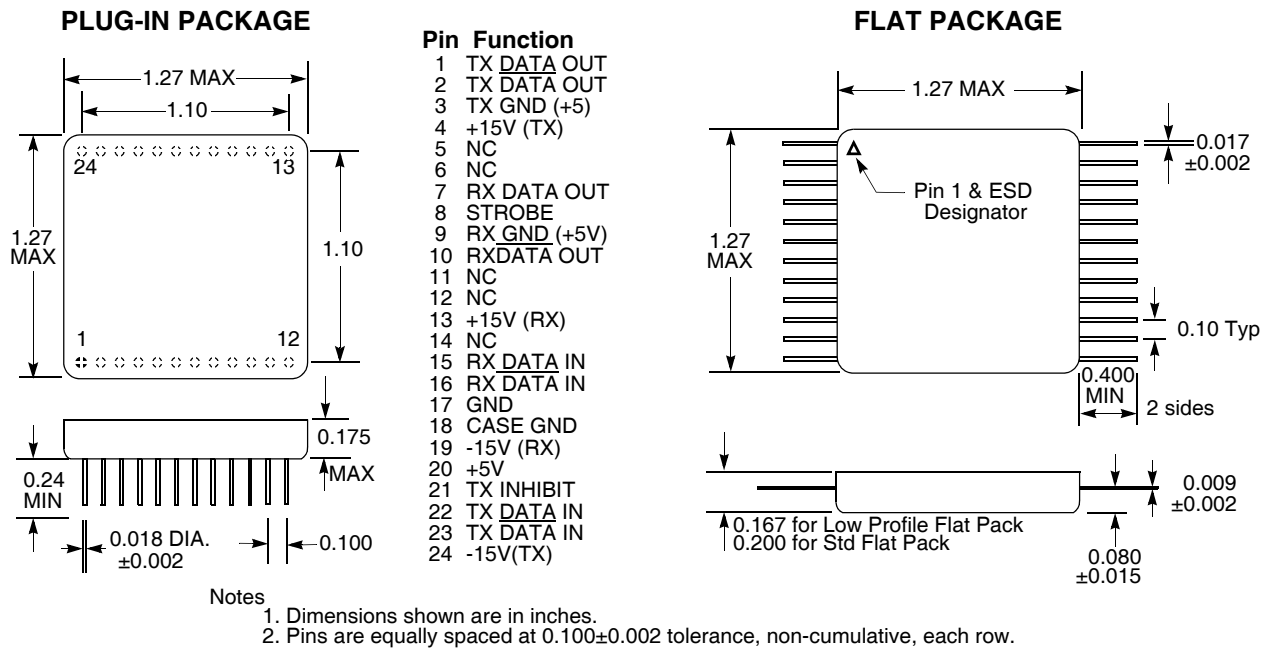 PLUG-IN PACKAGE
1.27 MAX
1.10
24
13
1.27
MAX
1.10
1
12
0.175
MAX
0.24
MIN
0.018 DIA.
±0.002
0.100
Pin Function
1 TX DATA OUT
2 TX DATA OUT
3 TX GND (+5)
4 +15V (TX)
5 NC
6 NC
7 RX DATA OUT
8 STROBE
9 RX GND (+5V)
10 RXDATA OUT
11 NC
12 NC
13 +15V (RX)
14 NC
15 RX DATA IN
16 RX DATA IN
17 GND
18 CASE GND
19 -15V (RX)
20 +5V
21 TX INHIBIT
22 TX DATA IN
23 TX DATA IN
24 -15V(TX)
FLAT PACKAGE
1.27 MAX
0.017
±0.002
Pin 1 & ESD
Designator
1.27
MAX
0.10 Typ
0.400
MIN
2 sides
0.009
±0.002
0.167 for Low Profile Flat Pack
0.200 for Std Flat Pack
0.080
±0.015
Notes
1. Dimensions shown are in inches.
2. Pins are equally spaced at 0.100±0.002 tolerance, non-cumulative, each row.